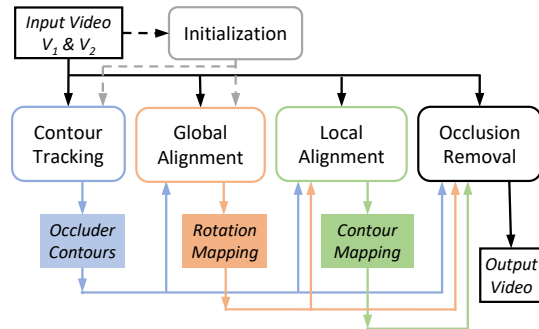 Input Video
V1 & V2
Initialization
Contour
Tracking
Global
Alignment
Local
Alignment
Occlusion
Removal
Occluder
Contours
Rotation
Mapping
Contour
Mapping
Output
Video